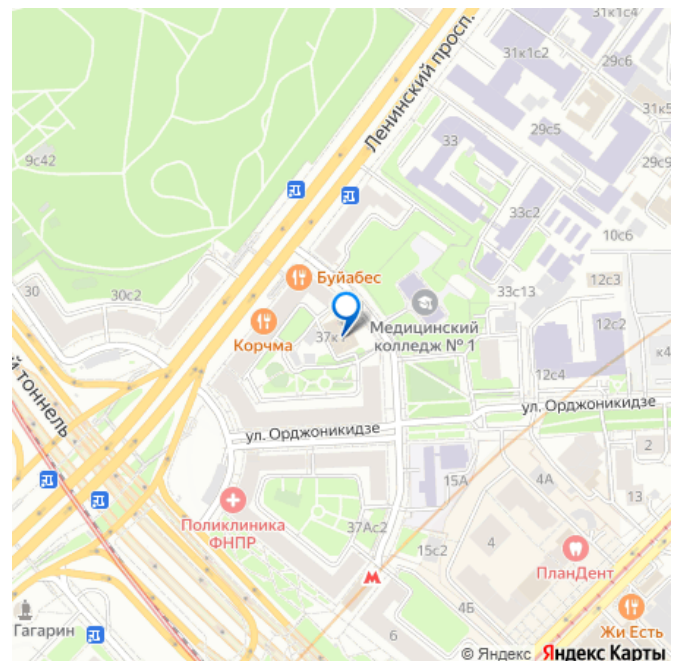 31к1с4
31к1с2
29с6
Ленинский просп.
31к5
33
29с5
9с42
29с9
33с2
10с6
12с3
Буйабес
33с13
30
30с2
12с2
Корчма
37к
Медицинский
колледж № 1
к4
12с4
й тоннель
ул. Орджоникидзе
ул. Орджоникидзе
2
15А
4А
13
Поликлиника
ФНПР
37Ас2
15с2
4
ПланДент
4Б
Гагарин
6
Жи Есть
© Яндекс Яндекс Карты